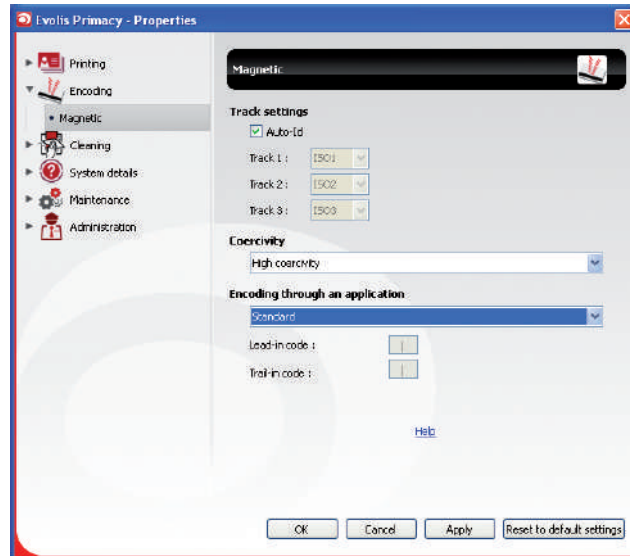 Evolis Primacy - Properties
Printing
Encoding
Magnetic
Cleaning
System details
Maintenance
Administration
Magnetic
Track settings
Auto-Id
Track 1 : ISO1
Track 2 : ISO2
Track 3 : ISO3
Coercivity
High coercivity
Encoding through an application
Standard
Lead-in code : |
Trail-in code : |
Help
OK Cancel Apply Reset to default settings